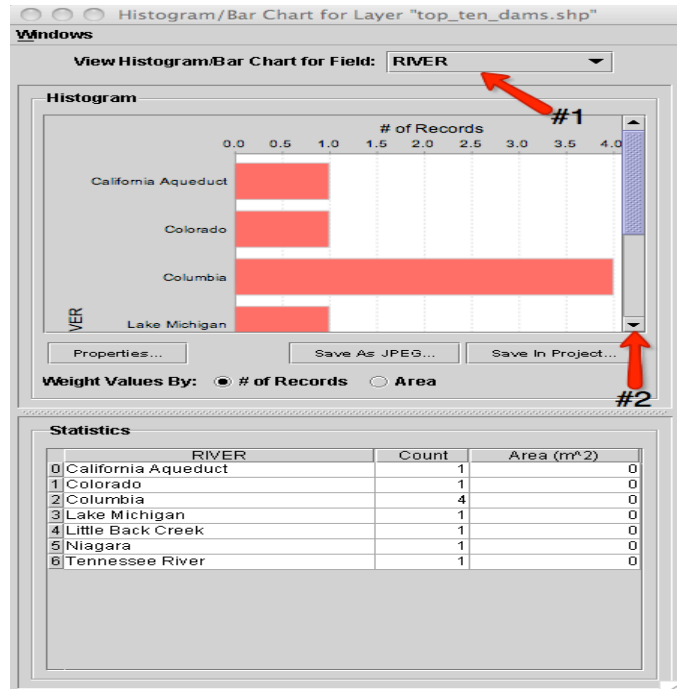 Histogram/Bar Chart for Layer "top_ten_dams.shp"
Windows
View Histogram/Bar Chart for Field: RIVER
#1
Histogram
# of Records
0.0 0.5 1.0 1.5 2.0 2.5 3.0 3.5 4.0
California Aqueduct
Colorado
Columbia
Lake Michigan
Properties... Save As JPEG... Save In Project...
Weight Values By: # of Records Area
#2
Statistics
RIVER Count Area (m^2)
0 California Aqueduct 1 0
1 Colorado 1 0
2 Columbia 4 0
3 Lake Michigan 1 0
4 Little Back Creek 1 0
5 Niagara 1 0
6 Tennessee River 1 0